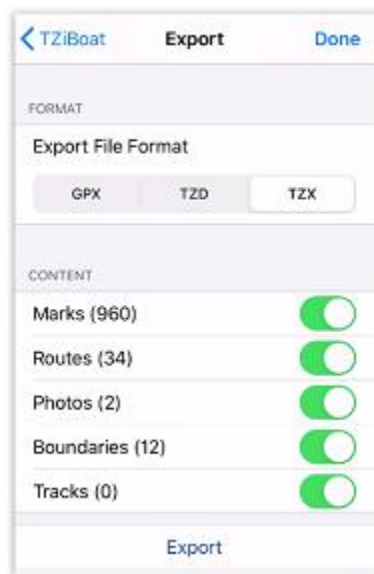 TZiBoat Export Done
FORMAT
Export File Format
GPX TZD TZX
CONTENT
Marks (960)
Routes (34)
Photos (2)
Boundaries (12)
Tracks (0)
Export